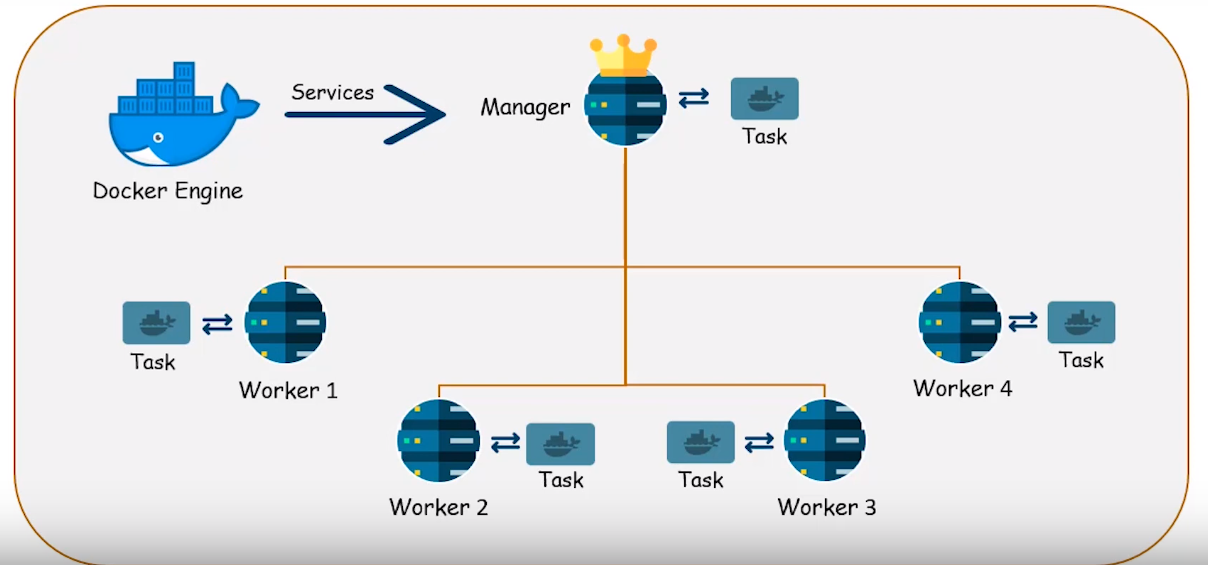 Services
Manager
Task
Docker Engine
Task
Worker 1
Task
Worker 4
Task
Worker 2
Task
Worker 3